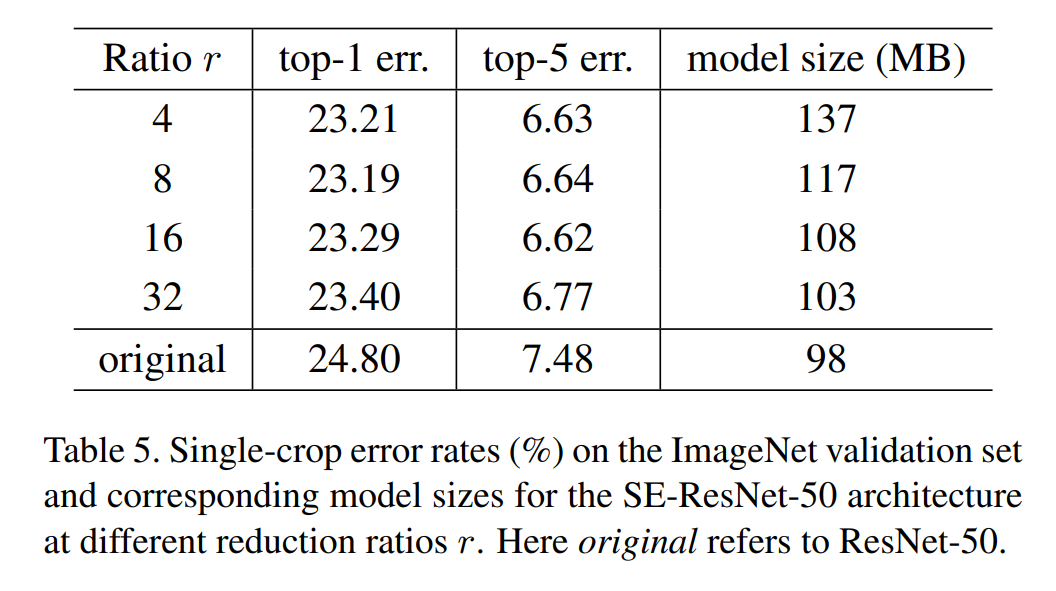 Ratio r top-1 err. top-5 err. model size (MB)
4 23.21 6.63 137
8 23.19 6.64 117
16 23.29 6.62 108
32 23.40 6.77 103
original 24.80 7.48 98
Table 5. Single-crop error rates (%) on the ImageNet validation set
and corresponding model sizes for the SE-ResNet-50 architecture
at different reduction ratios r. Here original refers to ResNet-50.